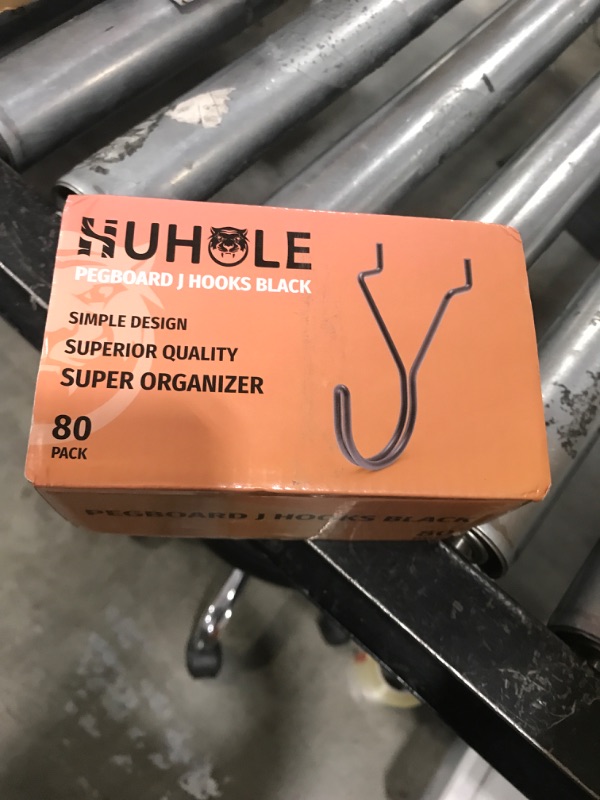 HUHOLE
PEGBOARD J HOOKS BLACK
SIMPLE DESIGN
SUPERIOR QUALITY
SUPER ORGANIZER
80
PACK
PEGBOARD J HOOKS BLACK